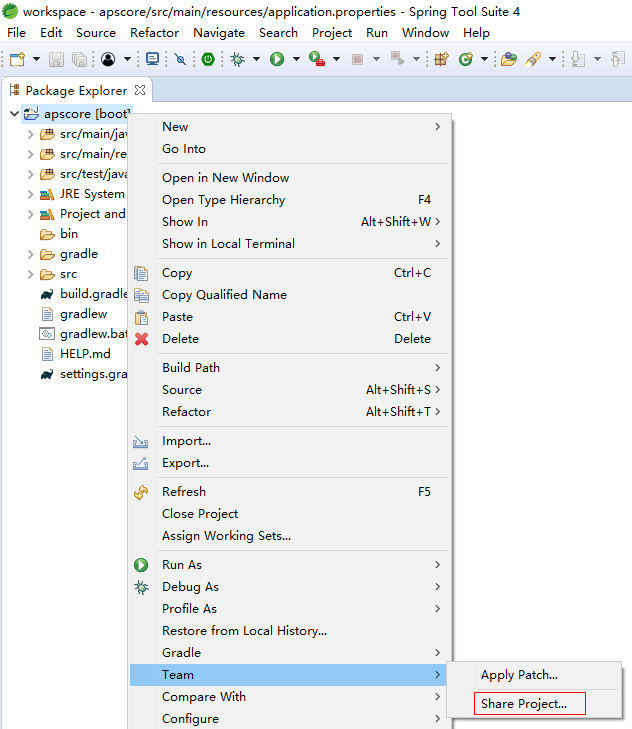 workspace - apscore/src/main/resources/application.properties - Spring Tool Suite 4
File Edit Source Refactor Navigate Search Project Run Window Help
Package Explorer
apscore [boot]
src/main/jav
src/main/re
src/test/java
JRE System
Project and
bin
gradle
src
build.gradle
gradlew
gradlew.bat
HELP.md
settings.gra
New
Go Into
Open in New Window
Open Type Hierarchy F4
Show In Alt+Shift+W
Show in Local Terminal
Copy Ctrl+C
Copy Qualified Name
Paste Ctrl+V
Delete Delete
Build Path
Source Alt+Shift+S
Refactor Alt+Shift+T
Import...
Export...
Refresh F5
Close Project
Assign Working Sets...
Run As
Debug As
Profile As
Restore from Local History...
Gradle
Team
Compare With
Configure
Apply Patch...
Share Project...